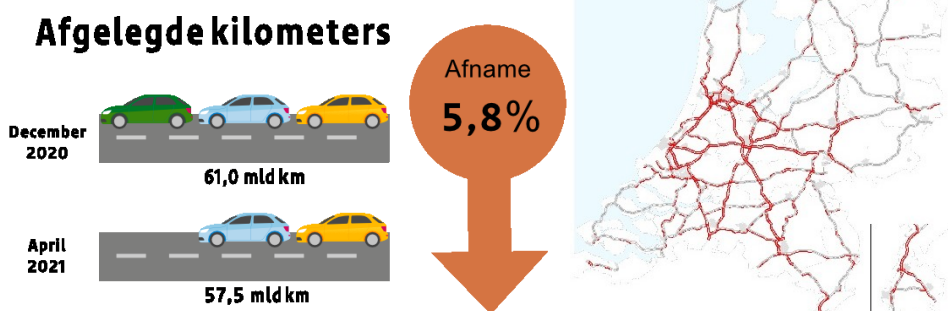 Afgelegde kilometers
December
2020
61,0 mld km
April
2021
57,5 mld km
Afname
5,8%